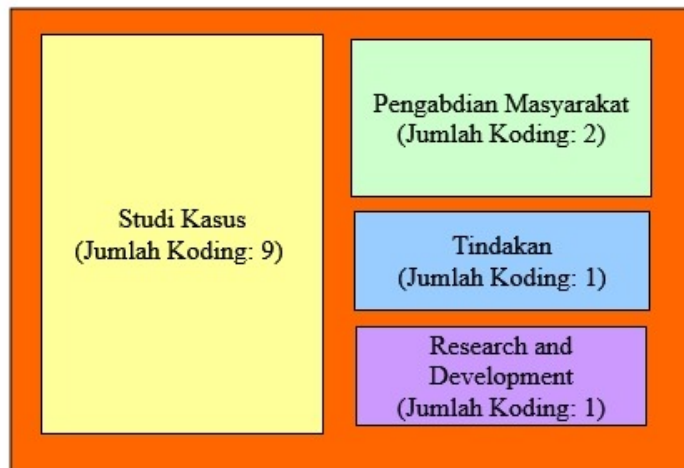 Studi Kasus
(Jumlah Koding: 9)
Pengabdian Masyarakat
(Jumlah Koding: 2)
Tindakan
(Jumlah Koding: 1)
Research and
Development
(Jumlah Koding: 1)